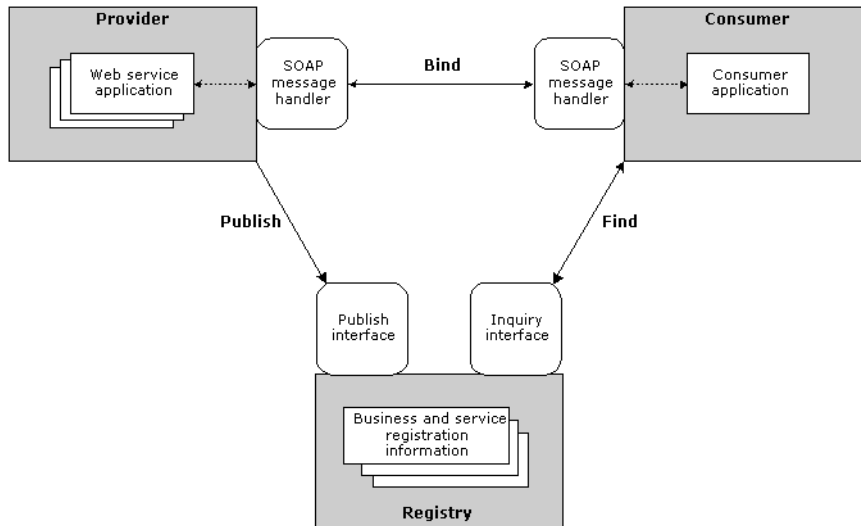 Provider
Web service
application
SOAP
message
handler
Bind
SOAP
message
handler
Consumer
Consumer
application
Publish
Find
Publish
interface
Inquiry
interface
Business and service
registration
information
Registry